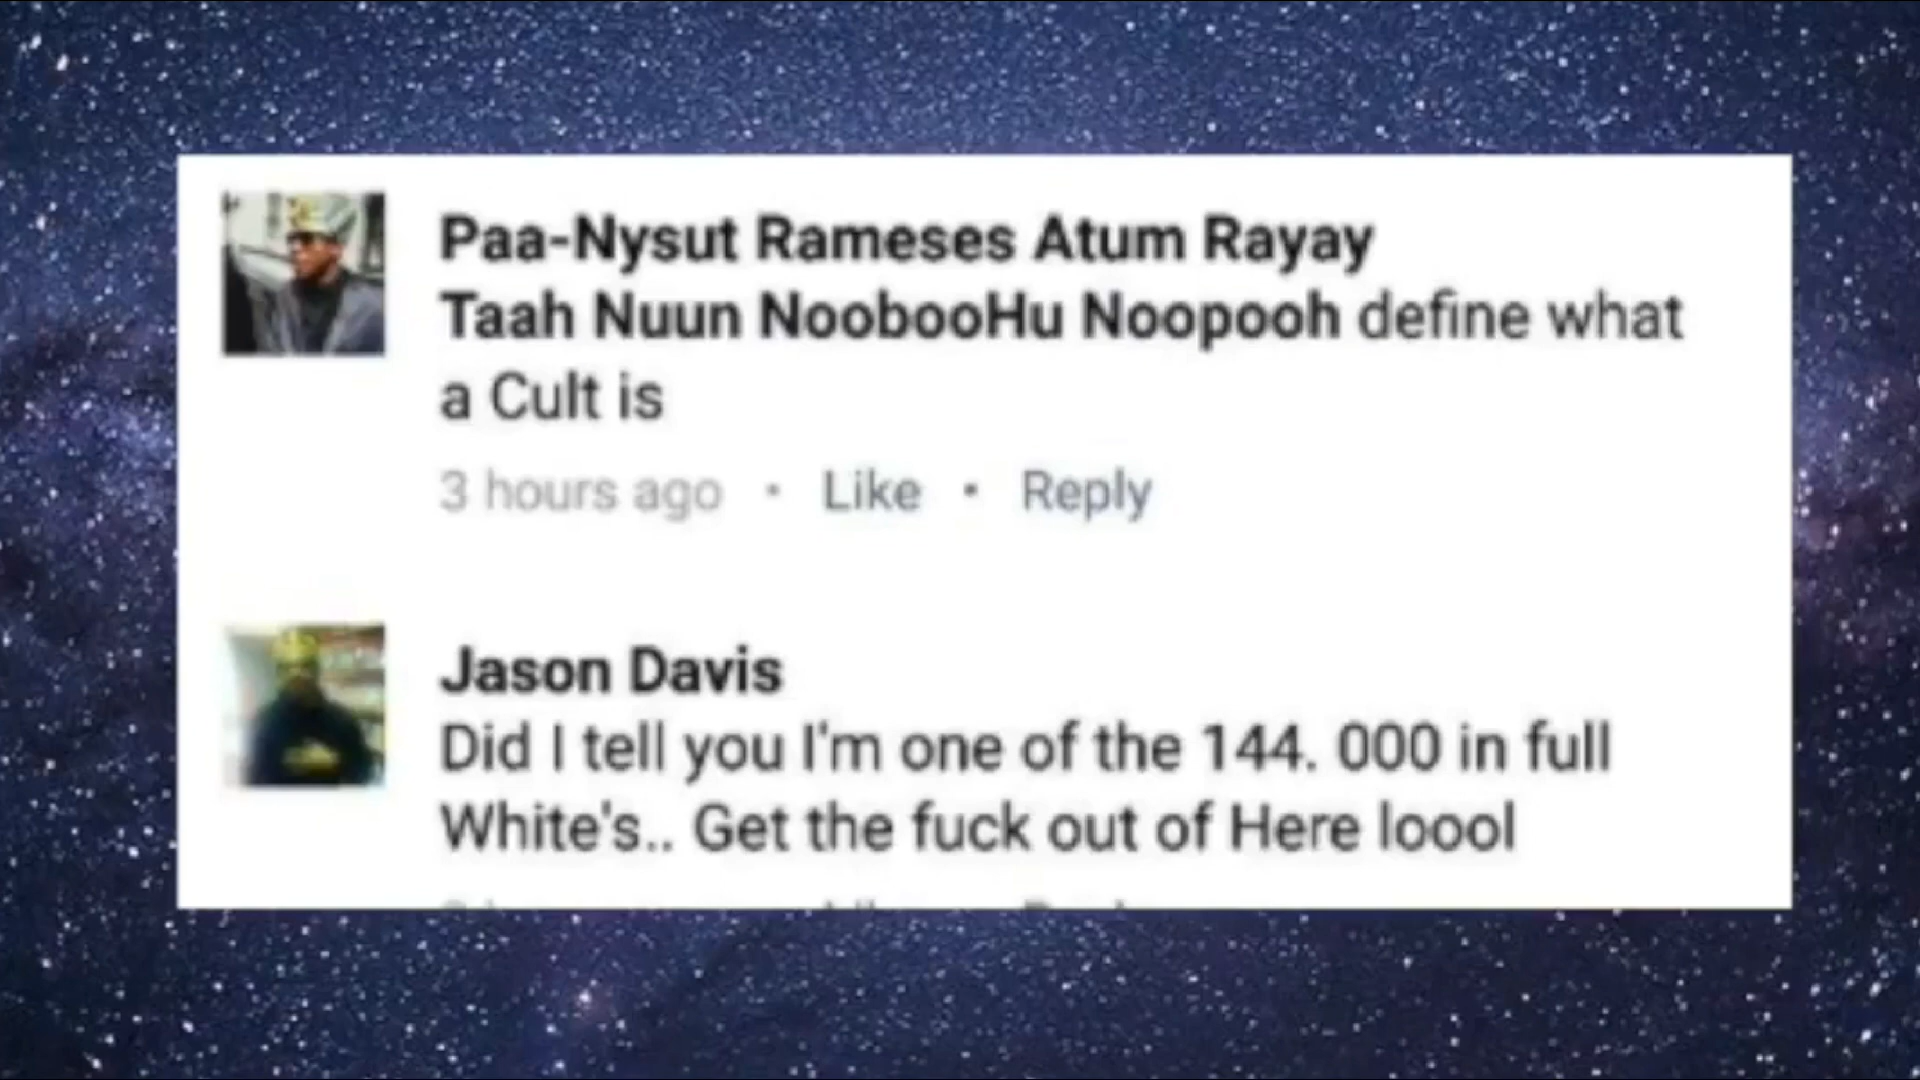 Paa-Nysut Rameses Atum Rayay
Taah Nuun NoobooHu Noopooh define what
a Cult is
3 hours ago • Like • Reply
Jason Davis
Did I tell you I'm one of the 144. 000 in full
White's.. Get the fuck out of Here loool